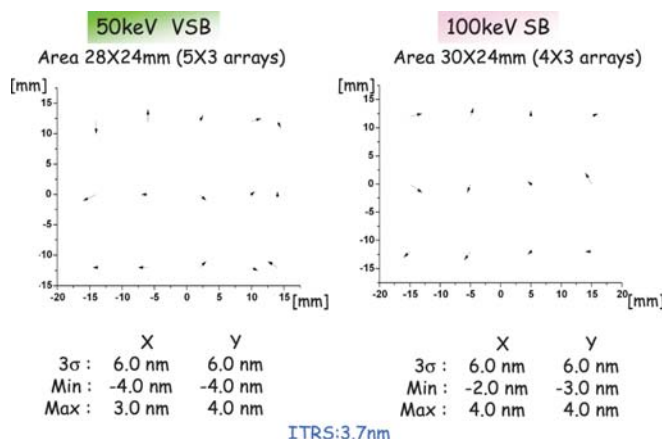 50keV VSB
Area 28X24mm (5X3 arrays)
[mm]
15
10
5
0
-5
-10
-15
-20 -15 -10 -5 0 5 10 15
[mm]
X Y
3σ : 6.0 nm 6.0 nm
Min : -4.0 nm -4.0 nm
Max : 3.0 nm 4.0 nm
100keV SB
Area 30X24mm (4X3 arrays)
[mm]
15
10
5
0
-5
-10
-15
-20 -15 -10 -5 0 5 10 15 20
[mm]
X Y
3σ : 6.0 nm 6.0 nm
Min : -2.0 nm -3.0 nm
Max : 4.0 nm 4.0 nm
ITRS:3.7nm